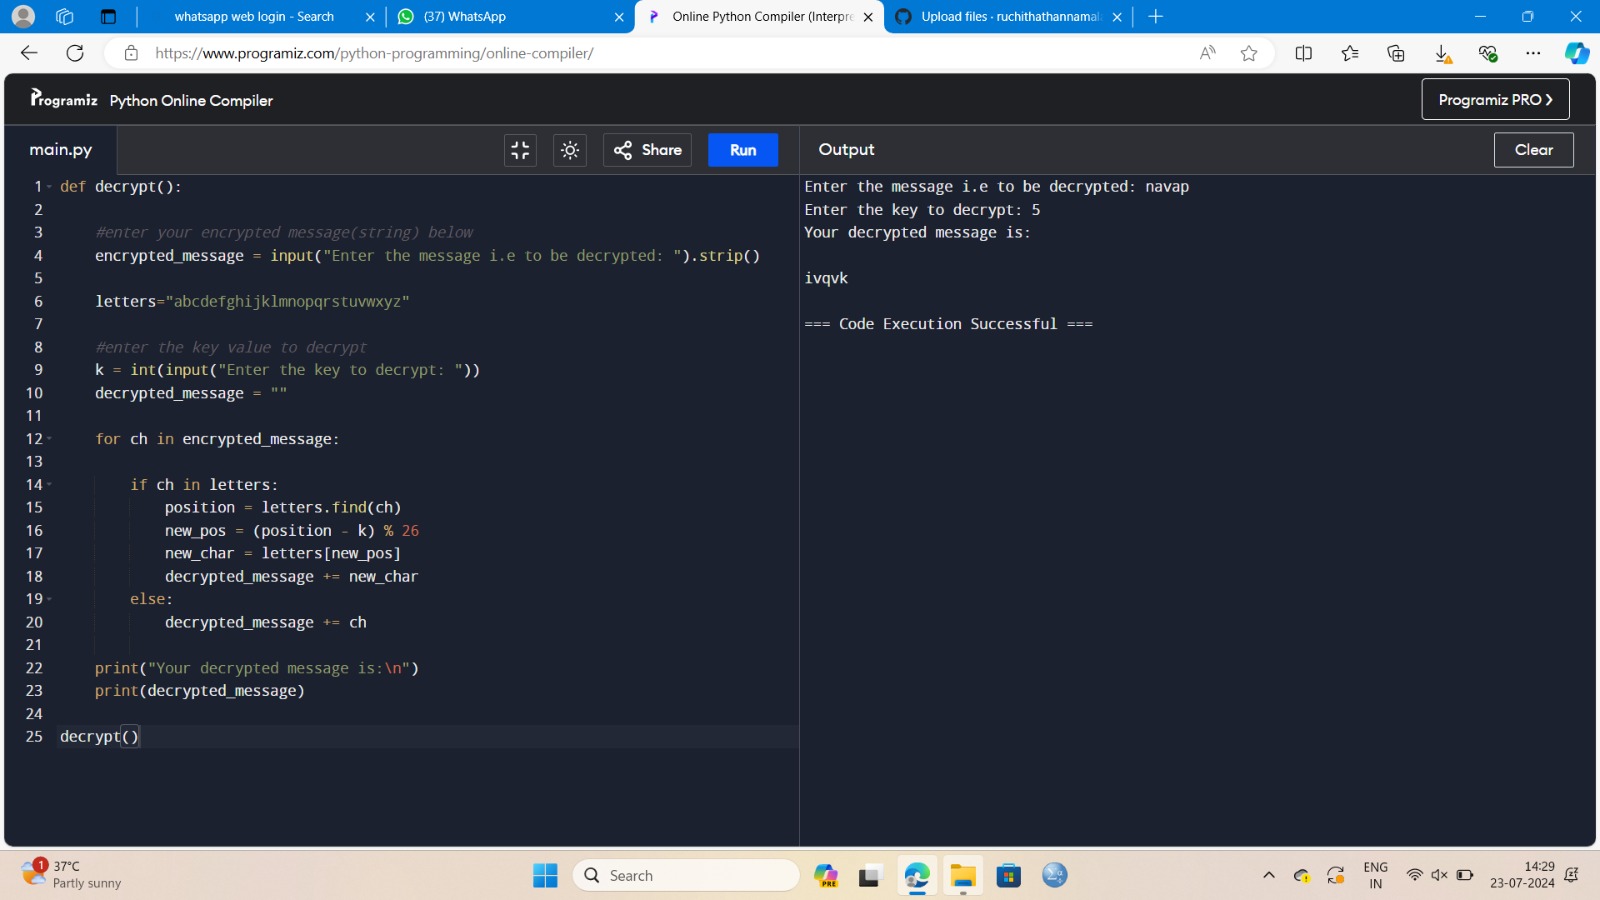 whatsapp web login - Search
(37) WhatsApp
Online Python Compiler (Interpre
Upload files · ruchithathannamal
https://www.programiz.com/python-programming/online-compiler/
Programiz Python Online Compiler
Programiz PRO ❯
main.py
Share
Run
Output
Clear
1 def decrypt():
2
3 #enter your encrypted message(string) below
4 encrypted_message = input("Enter the message i.e to be decrypted: ").strip()
5
6 letters="abcdefghijklmnopqrstuvwxyz"
7
8 #enter the key value to decrypt
9 k = int(input("Enter the key to decrypt: "))
10 decrypted_message = ""
11
12 for ch in encrypted_message:
13
14 if ch in letters:
15 position = letters.find(ch)
16 new_pos = (position - k) % 26
17 new_char = letters[new_pos]
18 decrypted_message += new_char
19 else:
20 decrypted_message += ch
21
22 print("Your decrypted message is:\n")
23 print(decrypted_message)
24
25 decrypt()
Enter the message i.e to be decrypted: navap
Enter the key to decrypt: 5
Your decrypted message is:
ivqvk
=== Code Execution Successful ===
1
37°C
Partly sunny
Search
PRE
ENG
IN
14:29
23-07-2024